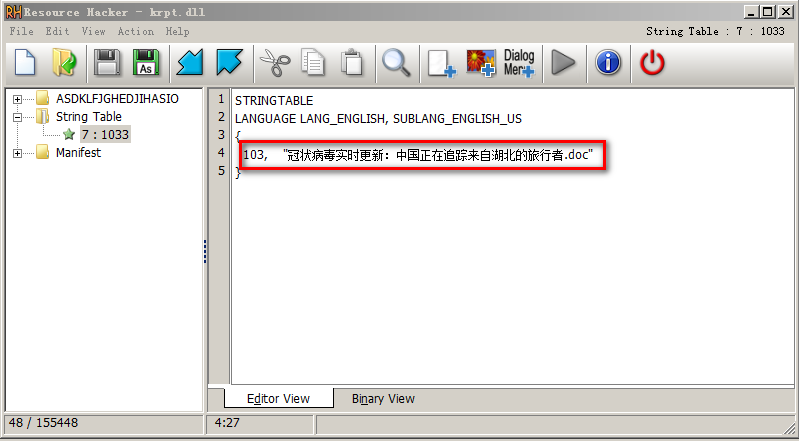 Resource Hacker - krpt.dll
File Edit View Action Help
String Table : 7 : 1033
As
Dialog
Mer+
ASDKLFJGHEDJIHASIO
String Table
7 : 1033
Manifest
1 STRINGTABLE
2 LANGUAGE LANG_ENGLISH, SUBLANG_ENGLISH_US
3 {
4 103, "冠状病毒实时更新：中国正在追踪来自湖北的旅行者.doc"
5 }
Editor View Binary View
48 / 155448 4:27